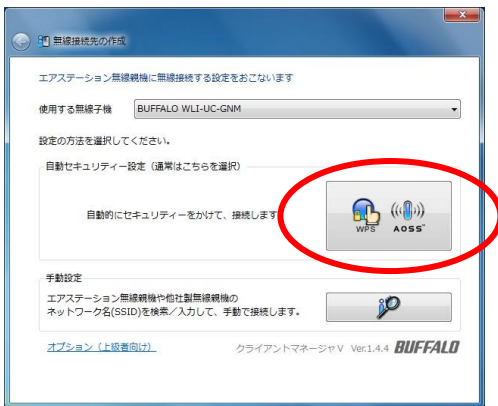 無線接続先の作成
エアステーション無線親機に無線接続する設定をおこないます
使用する無線子機 BUFFALO WLI-UC-GNM
設定の方法を選択してください。
自動セキュリティー設定（通常はこちらを選択）
自動的にセキュリティーをかけて、接続します
WPS AOSS™
手動設定
エアステーション無線親機や他社製無線親機の
ネットワーク名(SSID)を検索／入力して、手動で接続します。
オプション（上級者向け） クライアントマネージャV Ver.1.4.4 BUFFALO